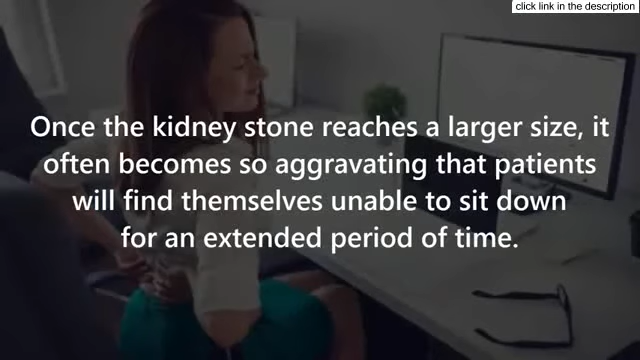 click link in the description
Once the kidney stone reaches a larger size, it
often becomes so aggravating that patients
will find themselves unable to sit down
for an extended period of time.